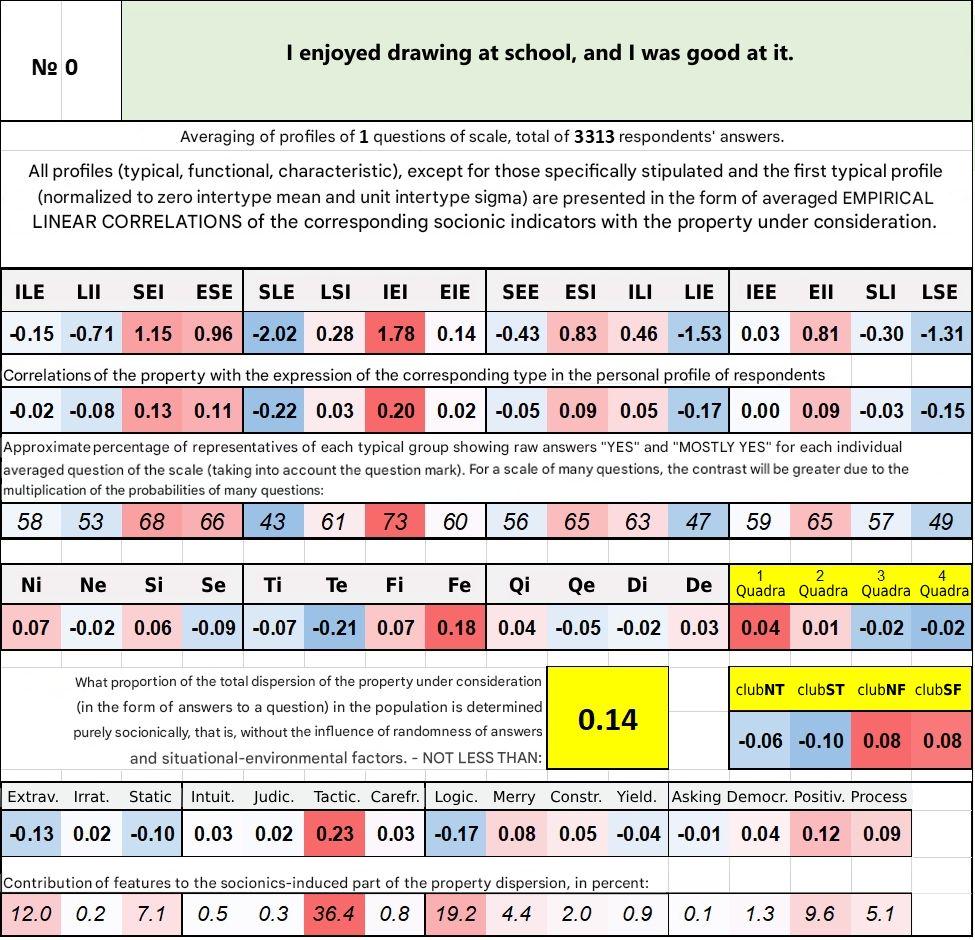 № 0
I enjoyed drawing at school, and I was good at it.
Averaging of profiles of 1 questions of scale, total of 3313 respondents' answers.
All profiles (typical, functional, characteristic), except for those specifically stipulated and the first typical profile
(normalized to zero intertype mean and unit intertype sigma) are presented in the form of averaged EMPIRICAL
LINEAR CORRELATIONS of the corresponding socionic indicators with the property under consideration.
ILE LII SEI ESE SLE LSI IEI EIE SEE ESI ILI LIE IEE EII SLI LSE
-0.15 -0.71 1.15 0.96 -2.02 0.28 1.78 0.14 -0.43 0.83 0.46 -1.53 0.03 0.81 -0.30 -1.31
Correlations of the property with the expression of the corresponding type in the personal profile of respondents
-0.02 -0.08 0.13 0.11 -0.22 0.03 0.20 0.02 -0.05 0.09 0.05 -0.17 0.00 0.09 -0.03 -0.15
Approximate percentage of representatives of each typical group showing raw answers "YES" and "MOSTLY YES" for each individual
averaged question of the scale (taking into account the question mark). For a scale of many questions, the contrast will be greater due to the
multiplication of the probabilities of many questions:
58 53 68 66 43 61 73 60 56 65 63 47 59 65 57 49
Ni Ne Si Se Ti Te Fi Fe Qi Qe Di De 1 Quadra 2 Quadra 3 Quadra 4 Quadra
0.07 -0.02 0.06 -0.09 -0.07 -0.21 0.07 0.18 0.04 -0.05 -0.02 0.03 0.04 0.01 -0.02 -0.02
What proportion of the total dispersion of the property under consideration
(in the form of answers to a question) in the population is determined
purely socionically, that is, without the influence of randomness of answers
and situational-environmental factors. - NOT LESS THAN:
0.14
clubNT clubST clubNF clubSF
-0.06 -0.10 0.08 0.08
Extrav. Irrat. Static Intuit. Judic. Tactic. Carefr. Logic. Merry Constr. Yield. Asking Democr. Positiv. Process
-0.13 0.02 -0.10 0.03 0.02 0.23 0.03 -0.17 0.08 0.05 -0.04 -0.01 0.04 0.12 0.09
Contribution of features to the socionics-induced part of the property dispersion, in percent:
12.0 0.2 7.1 0.5 0.3 36.4 0.8 19.2 4.4 2.0 0.9 0.1 1.3 9.6 5.1